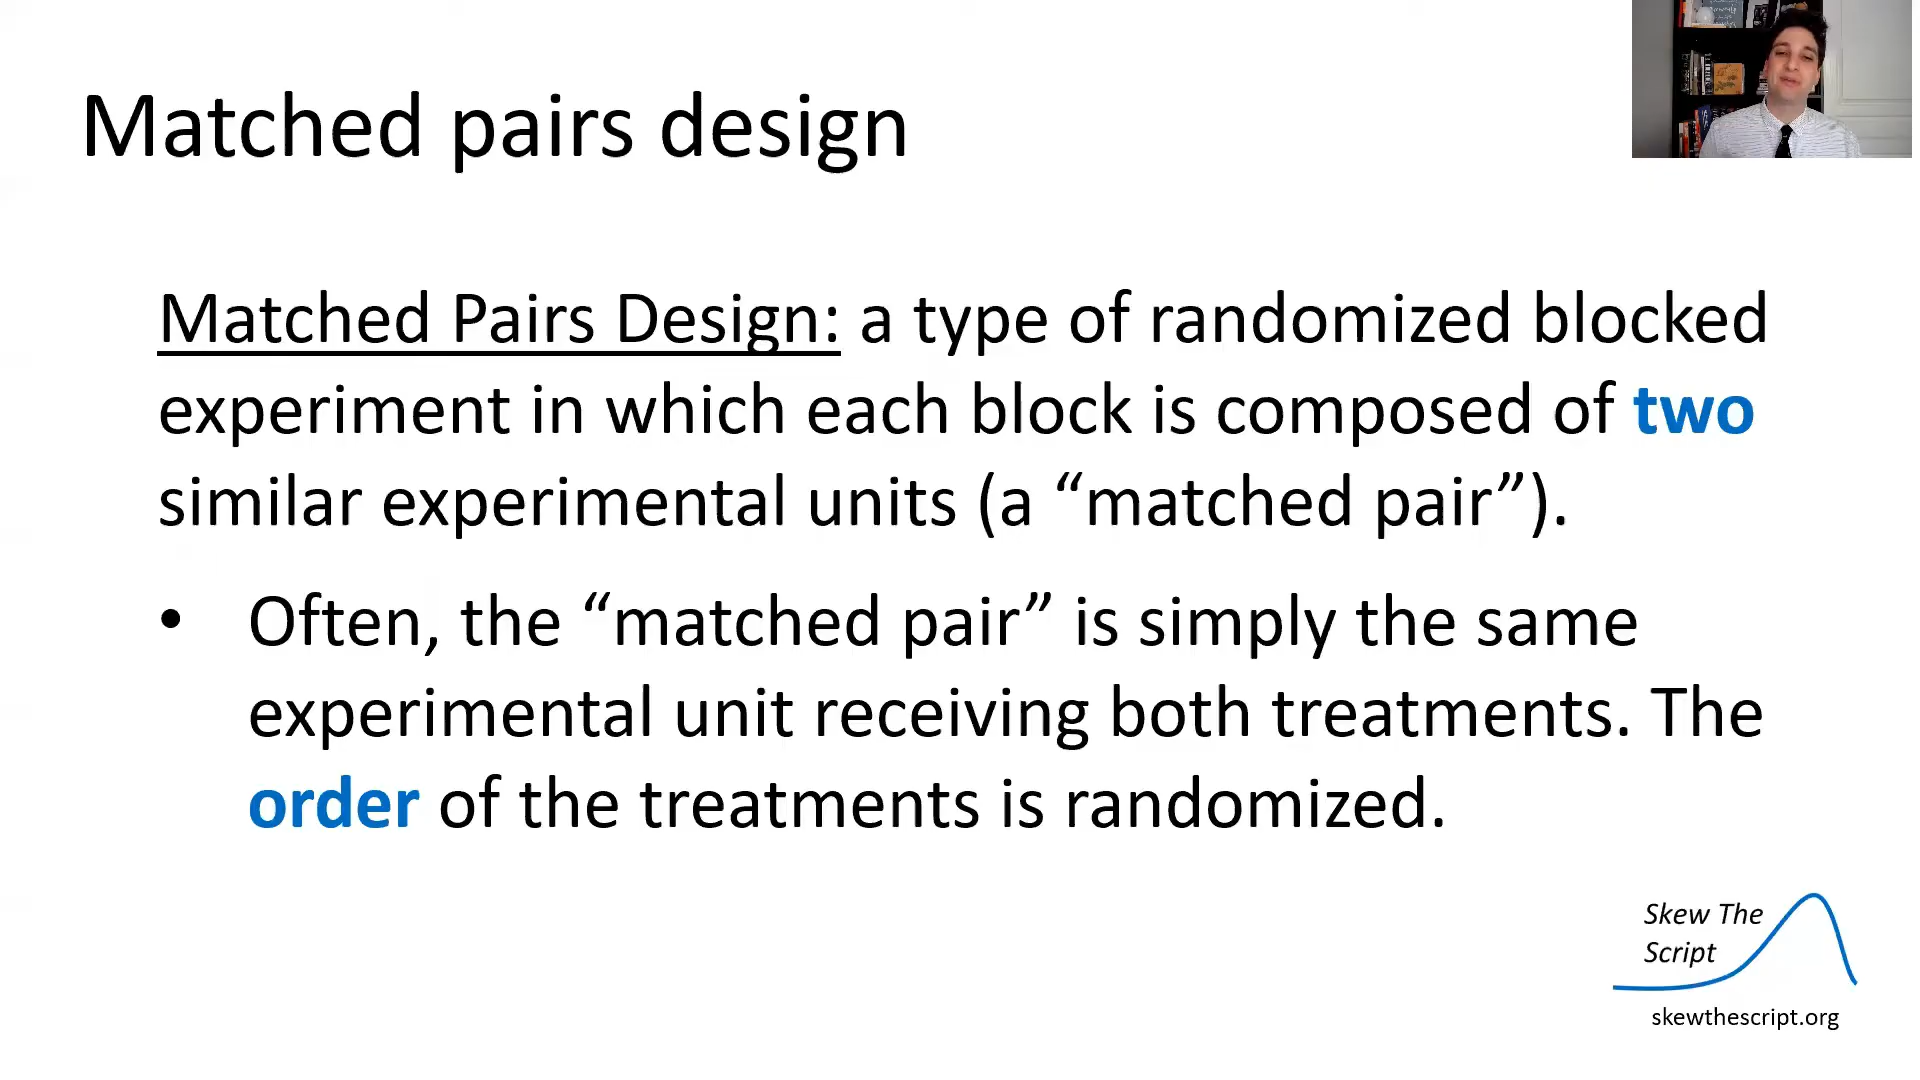 Matched pairs design
Matched Pairs Design: a type of randomized blocked
experiment in which each block is composed of two
similar experimental units (a “matched pair”).
• Often, the “matched pair” is simply the same
experimental unit receiving both treatments. The
order of the treatments is randomized.
Skew The
Script
skewthescript.org